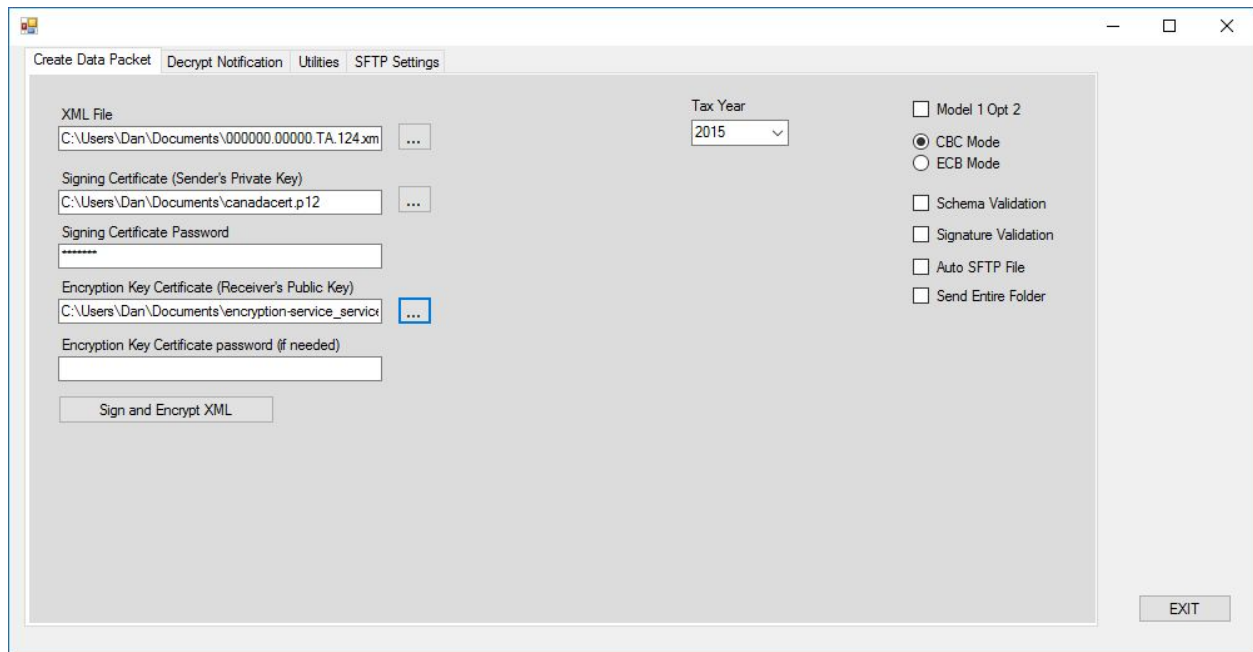 Create Data Packet
Decrypt Notification
Utilities
SFTP Settings
XML File
C:\Users\Dan\Documents\000000.00000.TA.124.xm
...
Signing Certificate (Sender's Private Key)
C:\Users\Dan\Documents\canadacert.p12
...
Signing Certificate Password
*******
Encryption Key Certificate (Receiver's Public Key)
C:\Users\Dan\Documents\encryption-service_service
...
Encryption Key Certificate password (if needed)
Sign and Encrypt XML
Tax Year
2015
Model 1 Opt 2
CBC Mode
ECB Mode
Schema Validation
Signature Validation
Auto SFTP File
Send Entire Folder
EXIT